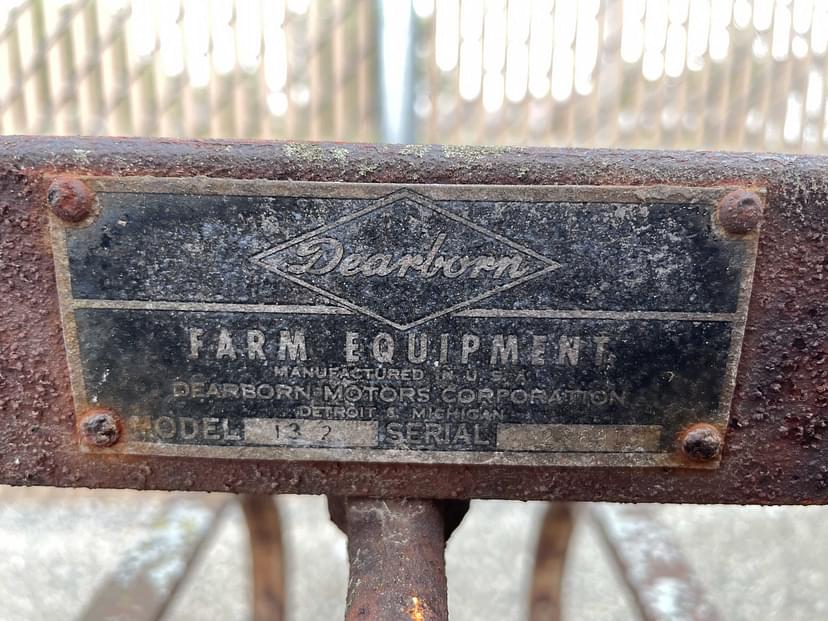 Dearborn
FARM EQUIPMENT
MANUFACTURED IN U.S.A.
DEARBORN MOTORS CORPORATION
DETROIT MICHIGAN
MODEL SERIAL